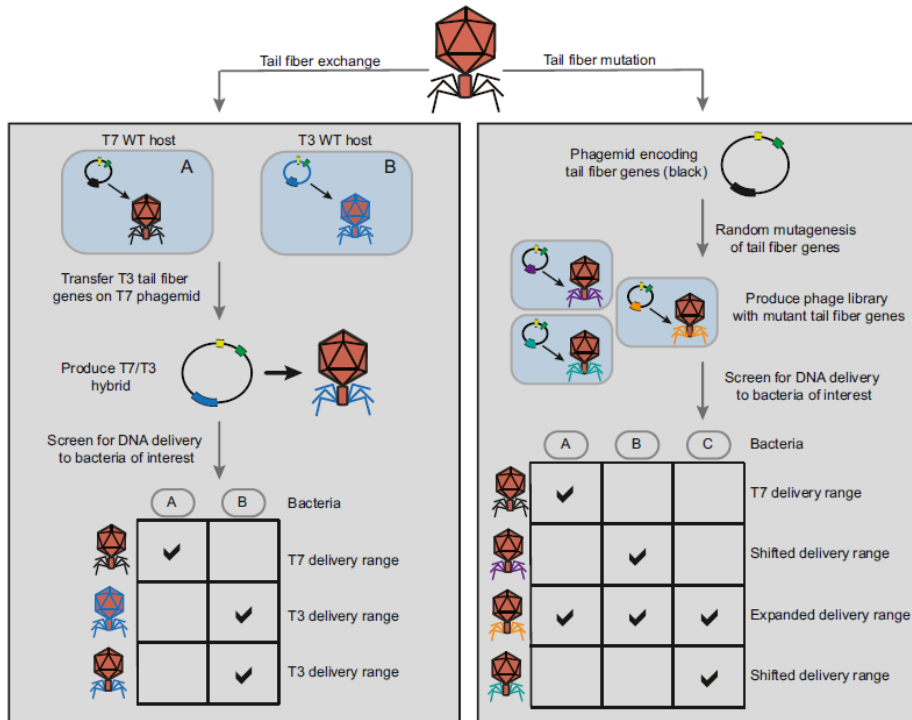 Tail fiber exchange
Tail fiber mutation
T7 WT host
T3 WT host
A
B
Transfer T3 tail fiber
genes on T7 phagemid
Produce T7/T3
hybrid
Screen for DNA delivery
to bacteria of interest
A
B
Bacteria
T7 delivery range
T3 delivery range
T3 delivery range
Phagemid encoding
tail fiber genes (black)
Random mutagenesis
of tail fiber genes
Produce phage library
with mutant tail fiber genes
Screen for DNA delivery
to bacteria of interest
A
B
C
Bacteria
T7 delivery range
Shifted delivery range
Expanded delivery range
Shifted delivery range